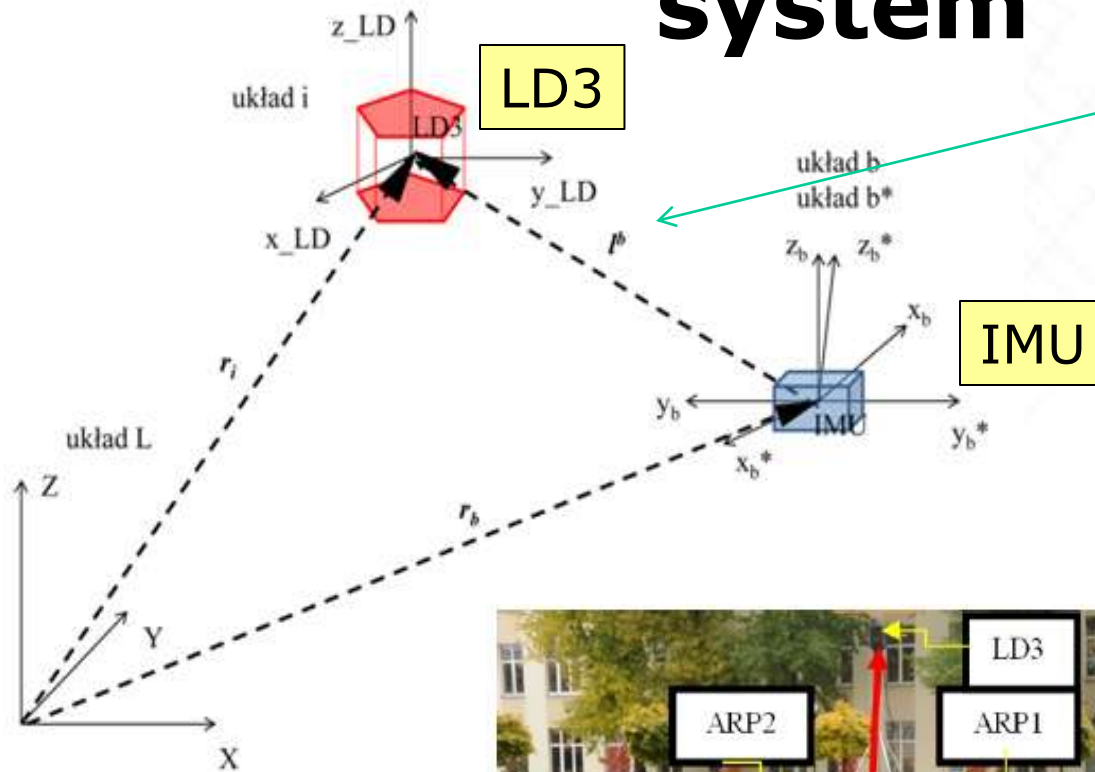 system
z_LD
LD3
układ i
LD3
układ b
układ b*
y_LD
x_LD
lᵇ
z_b
z_b*
x_b
IMU
r_i
y_b
IMU
y_b*
x_b*
układ L
Z
r_b
Y
X
LD3
ARP2
ARP1